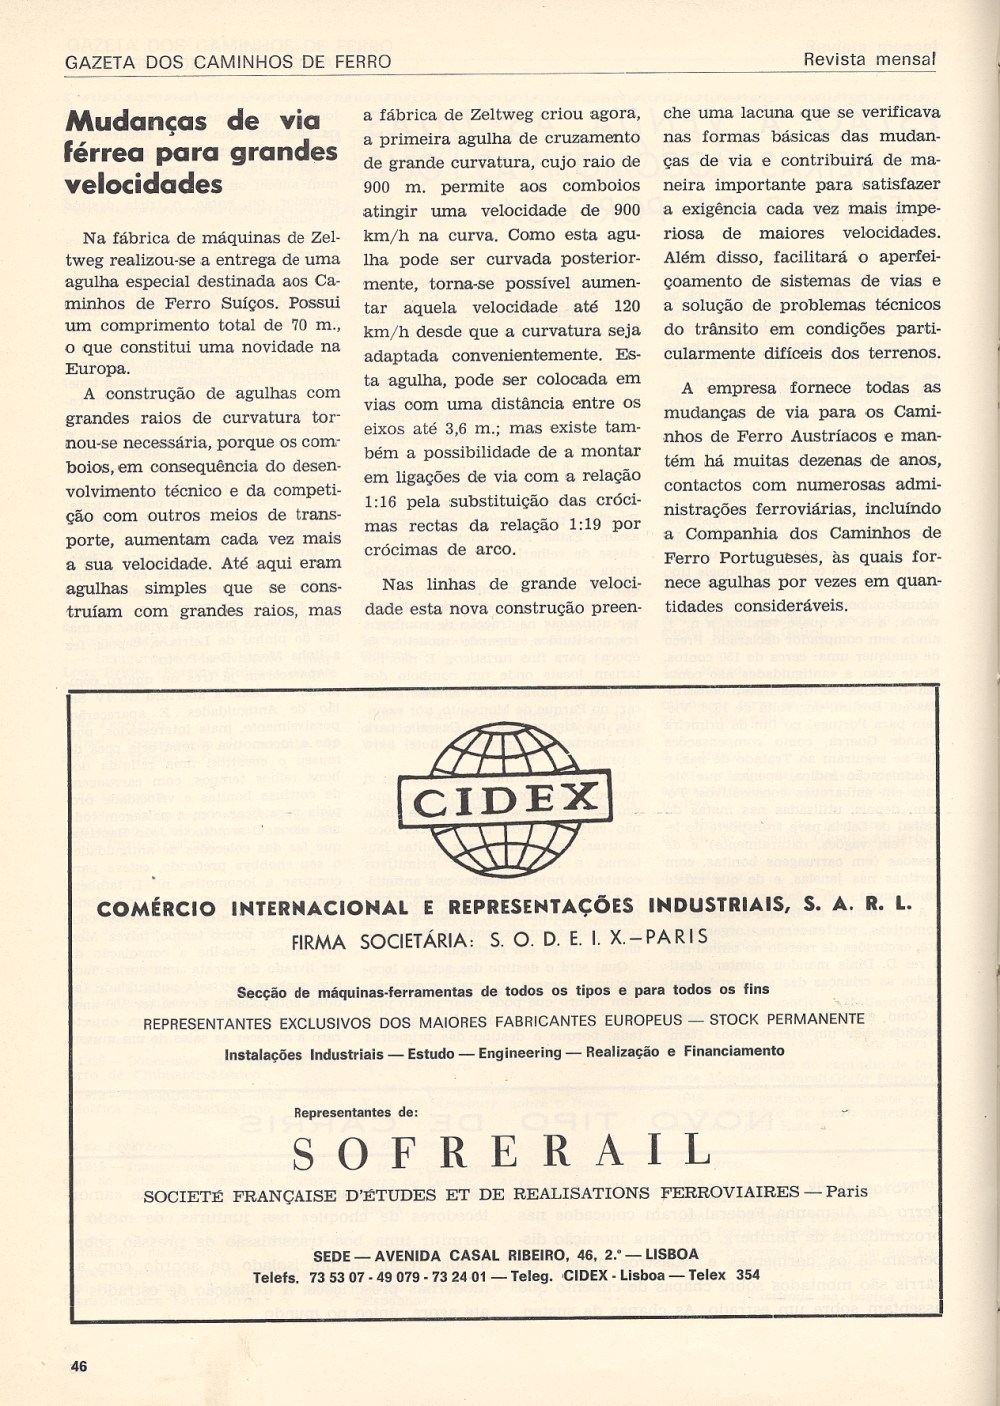 GAZETA DOS CAMINHOS DE FERRO
Revista mensal
Mudanças de via
férrea para grandes
velocidades
Na fábrica de máquinas de Zel-
tweg realizou-se a entrega de uma
agulha especial destinada aos Ca-
minhos de Ferro Suíços. Possui
um comprimento total de 70 m.,
o que constitui uma novidade na
Europa.
A construção de agulhas com
grandes raios de curvatura tor-
nou-se necessária, porque os com-
boios, em consequência do desen-
volvimento técnico e da competi-
ção com outros meios de trans-
porte, aumentam cada vez mais
a sua velocidade. Até aqui eram
agulhas simples que se cons-
truíam com grandes raios, mas
a fábrica de Zeltweg criou agora,
a primeira agulha de cruzamento
de grande curvatura, cujo raio de
900 m. permite aos comboios
atingir uma velocidade de 900
km/h na curva. Como esta agu-
lha pode ser curvada posterior-
mente, torna-se possível aumen-
tar aquela velocidade até 120
km/h desde que a curvatura seja
adaptada convenientemente. Es-
ta agulha, pode ser colocada em
vias com uma distância entre os
eixos até 3,6 m.; mas existe tam-
bém a possibilidade de a montar
em ligações de via com a relação
1:16 pela substituição das cróci-
mas rectas da relação 1:19 por
crócimas de arco.
Nas linhas de grande veloci-
dade esta nova construção preen-
che uma lacuna que se verificava
nas formas básicas das mudan-
ças de via e contribuirá de ma-
neira importante para satisfazer
a exigência cada vez mais impe-
riosa de maiores velocidades.
Além disso, facilitará o aperfei-
çoamento de sistemas de vias e
a solução de problemas técnicos
do trânsito em condições parti-
cularmente difíceis dos terrenos.
A empresa fornece todas as
mudanças de via para os Cami-
nhos de Ferro Austríacos e man-
tém há muitas dezenas de anos,
contactos com numerosas admi-
nistrações ferroviárias, incluíndo
a Companhia dos Caminhos de
Ferro Portugueses, às quais for-
nece agulhas por vezes em quan-
tidades consideráveis.
CIDEX
COMÉRCIO INTERNACIONAL E REPRESENTAÇÕES INDUSTRIAIS, S. A. R. L.
FIRMA SOCIETÁRIA: S. O. D. E. I. X. — PARIS
Secção de máquinas-ferramentas de todos os tipos e para todos os fins
REPRESENTANTES EXCLUSIVOS DOS MAIORES FABRICANTES EUROPEUS — STOCK PERMANENTE
Instalações Industriais — Estudo — Engineering — Realização e Financiamento
Representantes de:
SOFRERAIL
SOCIETÉ FRANÇAISE D'ÉTUDES ET DE REALISATIONS FERROVIAIRES — Paris
SEDE — AVENIDA CASAL RIBEIRO, 46, 2.º — LISBOA
Telefs. 73 53 07 - 49 079 - 73 24 01 — Teleg. CIDEX - Lisboa — Telex 354
46